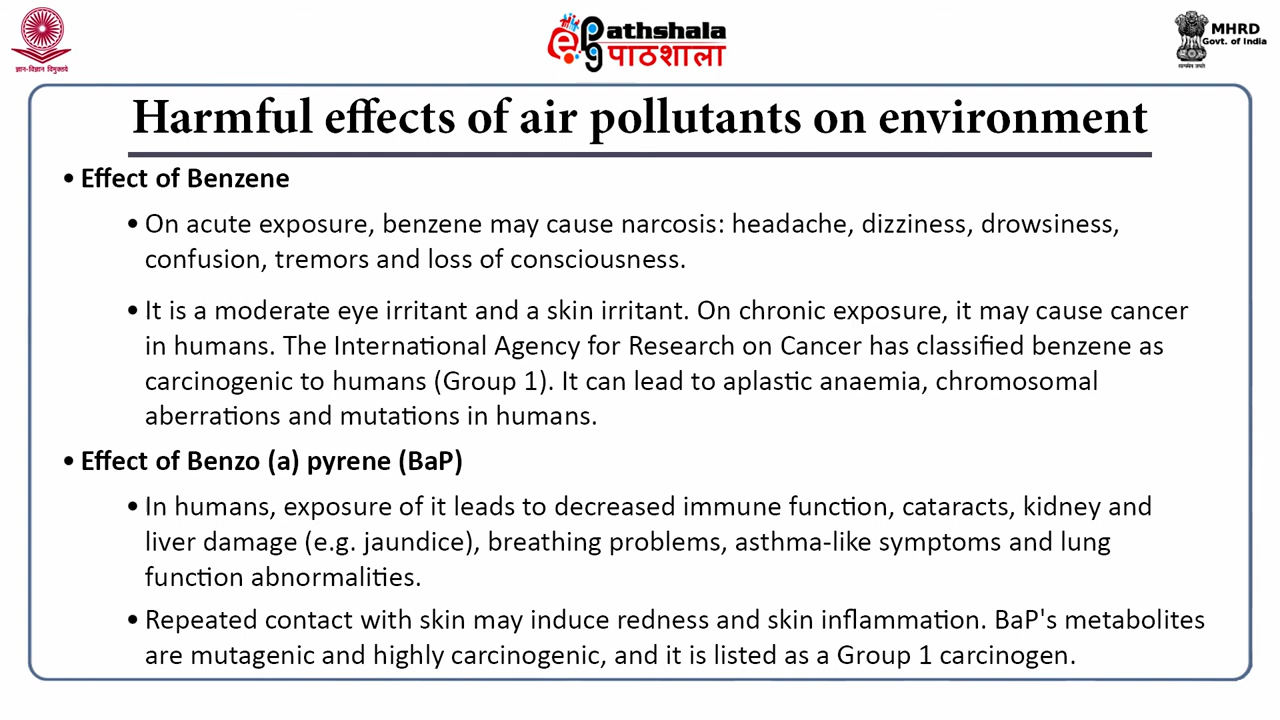 ज्ञान-विज्ञान विमुक्तये
epg Pathshala
पाठशाला
MHRD
Govt. of India
सत्यमेव जयते
Harmful effects of air pollutants on environment
• Effect of Benzene
• On acute exposure, benzene may cause narcosis: headache, dizziness, drowsiness,
confusion, tremors and loss of consciousness.
• It is a moderate eye irritant and a skin irritant. On chronic exposure, it may cause cancer
in humans. The International Agency for Research on Cancer has classified benzene as
carcinogenic to humans (Group 1). It can lead to aplastic anaemia, chromosomal
aberrations and mutations in humans.
• Effect of Benzo (a) pyrene (BaP)
• In humans, exposure of it leads to decreased immune function, cataracts, kidney and
liver damage (e.g. jaundice), breathing problems, asthma-like symptoms and lung
function abnormalities.
• Repeated contact with skin may induce redness and skin inflammation. BaP's metabolites
are mutagenic and highly carcinogenic, and it is listed as a Group 1 carcinogen.